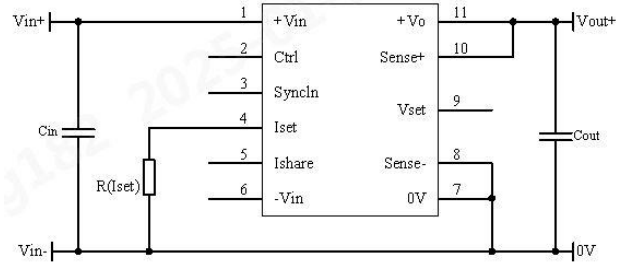 Vin+ 1 +Vin +Vo 11 Vout+
2 Ctrl Sense+ 10
3 SyncIn
Vset 9
Cin 4 Iset Cout
5 Ishare Sense- 8
R(Iset)
6 -Vin 0V 7
Vin- 0V